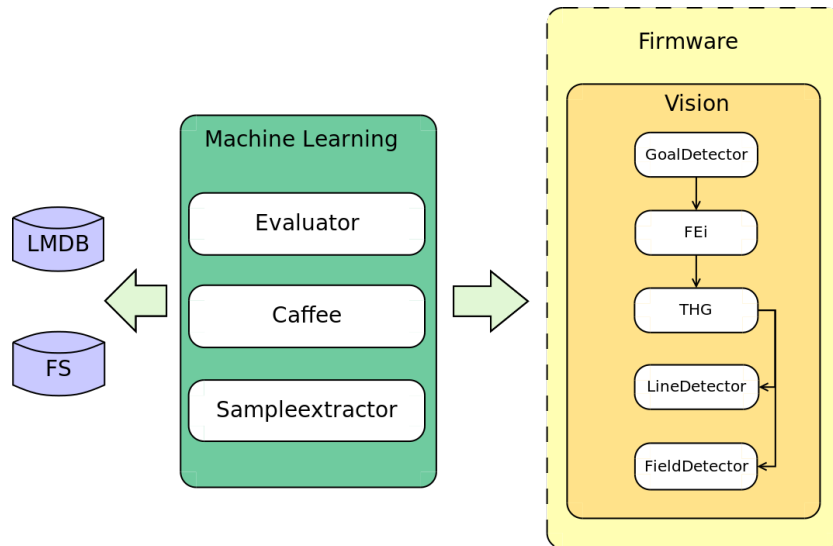 LMDB
FS
Machine Learning
Evaluator
Caffee
Sampleextractor
Firmware
Vision
GoalDetector
FEi
THG
LineDetector
FieldDetector